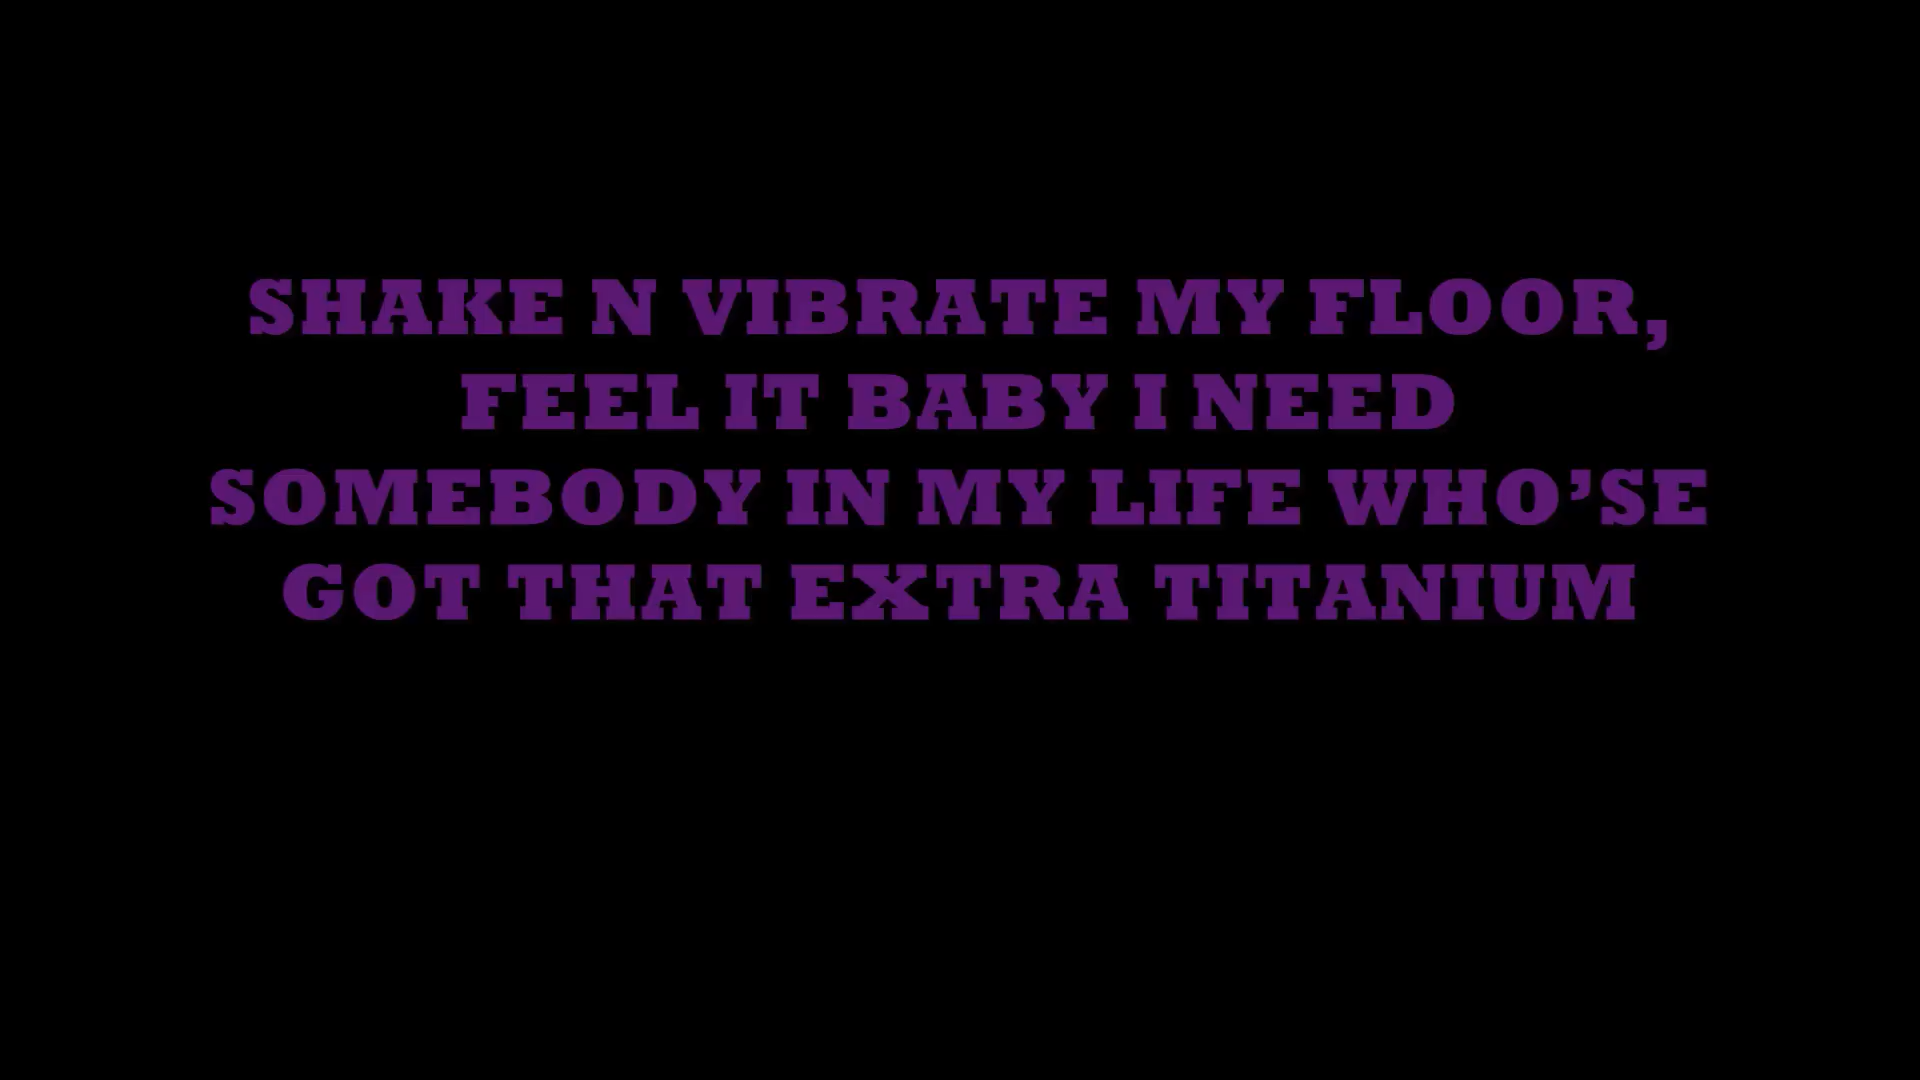 SHAKE N VIBRATE MY FLOOR,
FEEL IT BABY I NEED
SOMEBODY IN MY LIFE WHO’SE
GOT THAT EXTRA TITANIUM